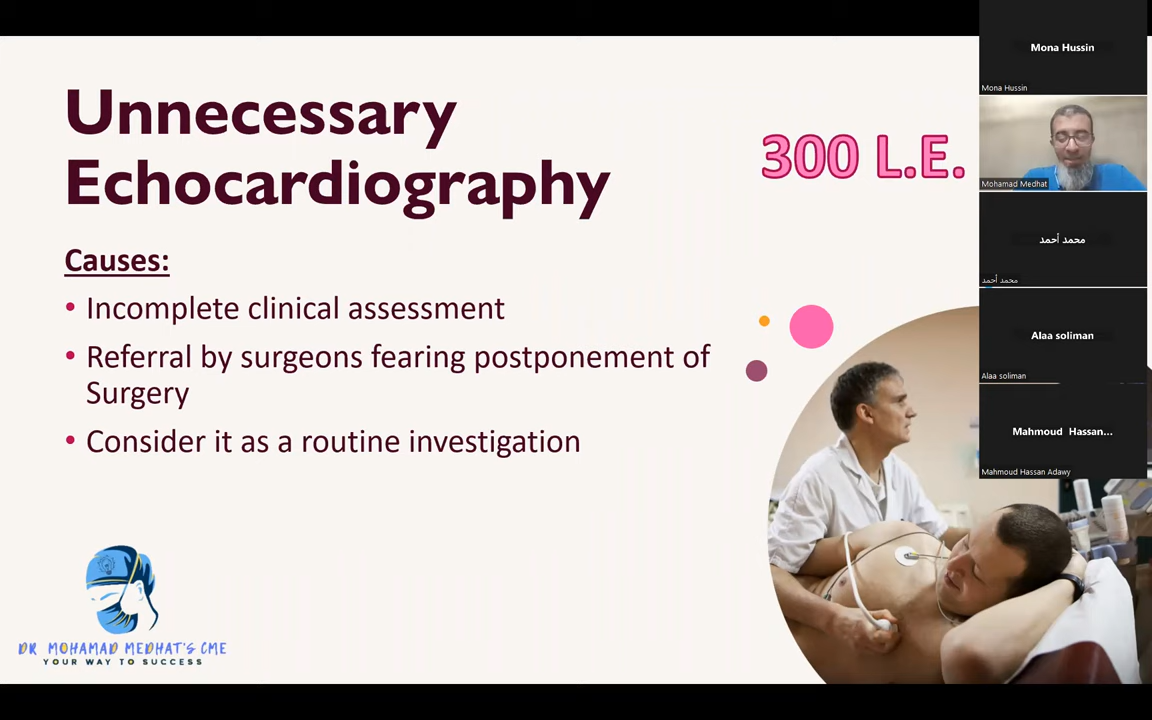 Unnecessary
Echocardiography
300 L.E.
Causes:
• Incomplete clinical assessment
• Referral by surgeons fearing postponement of
Surgery
• Consider it as a routine investigation
DR MOHAMAD MEDHAT'S CME
YOUR WAY TO SUCCESS
Mona Hussin
Mona Hussin
Mohamad Medhat
محمد أحمد
محمد أحمد
Alaa soliman
Alaa soliman
Mahmoud Hassan...
Mahmoud Hassan Adawy